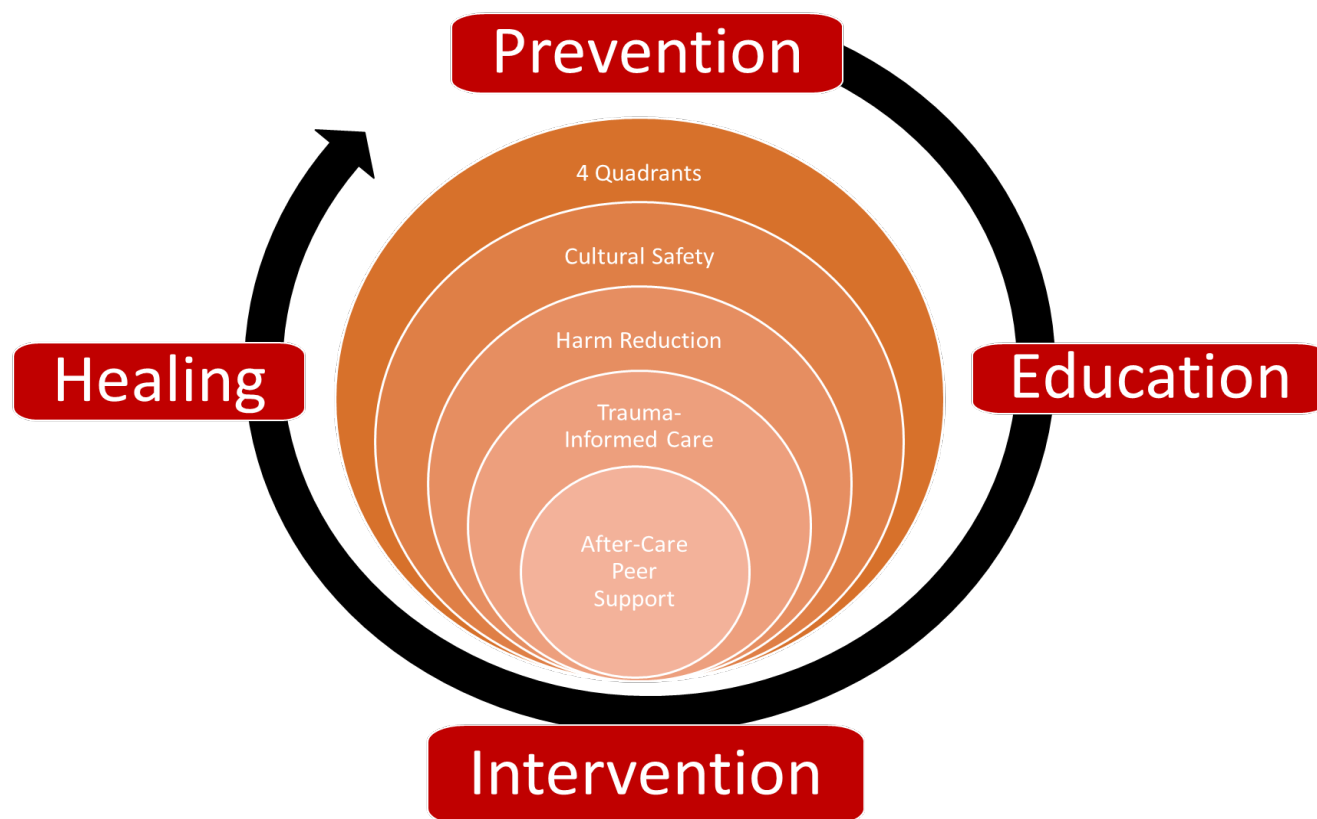 Prevention
4 Quadrants
Cultural Safety
Harm Reduction
Healing
Education
Trauma-
Informed Care
After-Care
Peer
Support
Intervention